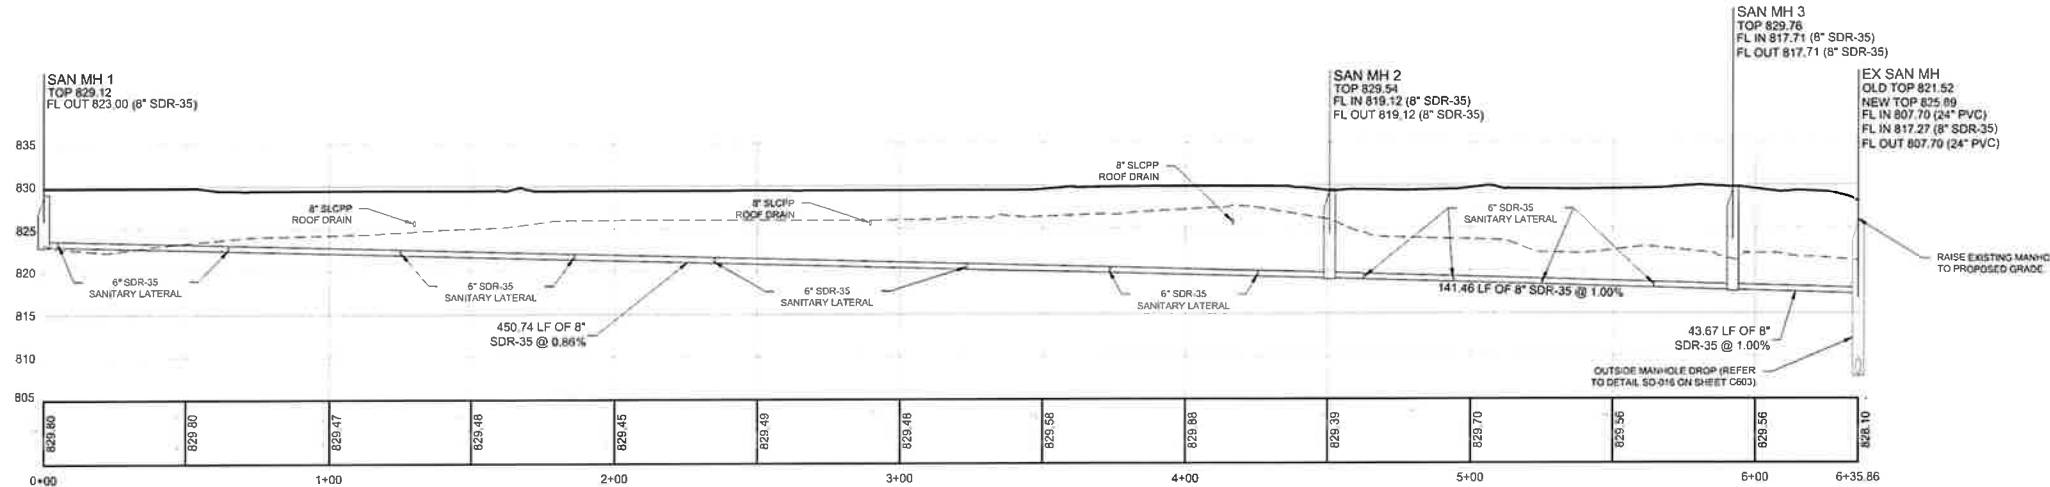 SAN MH 3
TOP 829.76
FL IN 817.71 (8" SDR-35)
FL OUT 817.71 (8" SDR-35)
SAN MH 1
TOP 829.12
FL OUT 823.00 (8" SDR-35)
SAN MH 2
TOP 829.54
FL IN 819.12 (8" SDR-35)
FL OUT 819.12 (8" SDR-35)
EX SAN MH
OLD TOP 821.52
NEW TOP 825.89
FL IN 807.70 (24" PVC)
FL IN 817.27 (8" SDR-35)
FL OUT 807.70 (24" PVC)
835
830
825
820
815
810
805
8" SLCPP
ROOF DRAIN
8" SLCPP
ROOF DRAIN
8" SLCPP
ROOF DRAIN
6" SDR-35
SANITARY LATERAL
6" SDR-35
SANITARY LATERAL
6" SDR-35
SANITARY LATERAL
6" SDR-35
SANITARY LATERAL
6" SDR-35
SANITARY LATERAL
RAISE EXISTING MANHO
TO PROPOSED GRADE
450.74 LF OF 8"
SDR-35 @ 0.86%
141.46 LF OF 8" SDR-35 @ 1.00%
43.67 LF OF 8"
SDR-35 @ 1.00%
OUTSIDE MANHOLE DROP (REFER
TO DETAIL SD-016 ON SHEET C603)
829.80
829.80
829.47
829.48
829.45
829.49
829.48
829.58
829.88
829.39
829.70
829.56
829.56
828.10
0+00
1+00
2+00
3+00
4+00
5+00
6+00
6+35.86